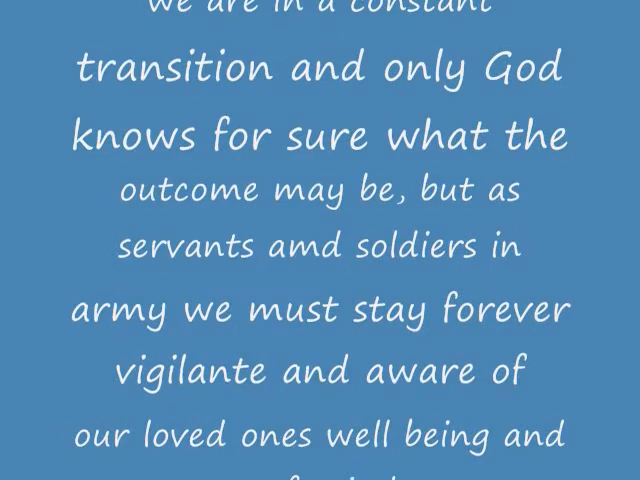 we are in a constant
transition and only God
knows for sure what the
outcome may be, but as
servants amd soldiers in
army we must stay forever
vigilante and aware of
our loved ones well being and